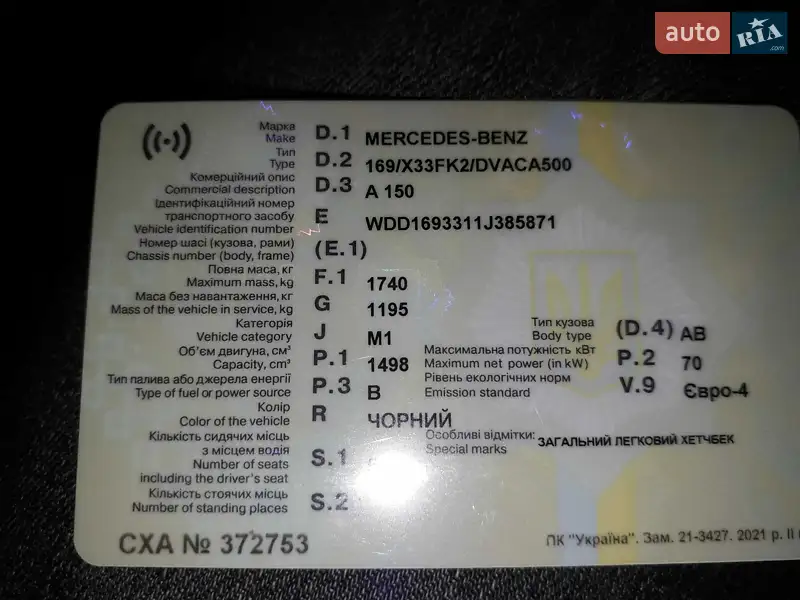 auto RIA.com
Марка
Make D.1 MERCEDES-BENZ
Тип
Type D.2 169/X33FK2/DVACA500
Комерційний опис
Commercial description D.3 A 150
Ідентифікаційний номер
транспортного засобу
Vehicle identification number E WDD1693311J385871
Номер шасі (кузова, рами)
Chassis number (body, frame) (E.1)
Повна маса, кг
Maximum mass, kg F.1 1740
Маса без навантаження, кг
Mass of the vehicle in service, kg G 1195
Категорія
Vehicle category J M1
Тип кузова
Body type (D.4) АВ
Об'єм двигуна, см³
Capacity, cm³ P.1 1498
Максимальна потужність кВт
Maximum net power (in kW) P.2 70
Тип палива або джерела енергії
Type of fuel or power source P.3 B
Рівень екологічних норм
Emission standard V.9 Євро-4
Колір
Color of the vehicle R ЧОРНИЙ
Особливі відмітки: ЗАГАЛЬНИЙ ЛЕГКОВИЙ ХЕТЧБЕК
Special marks
Кількість сидячих місць
з місцем водія
Number of seats
including the driver's seat S.1
Кількість стоячих місць
Number of standing places S.2
СХА № 372753
ПК "Україна". Зам. 21-3427. 2021 р. ІІ